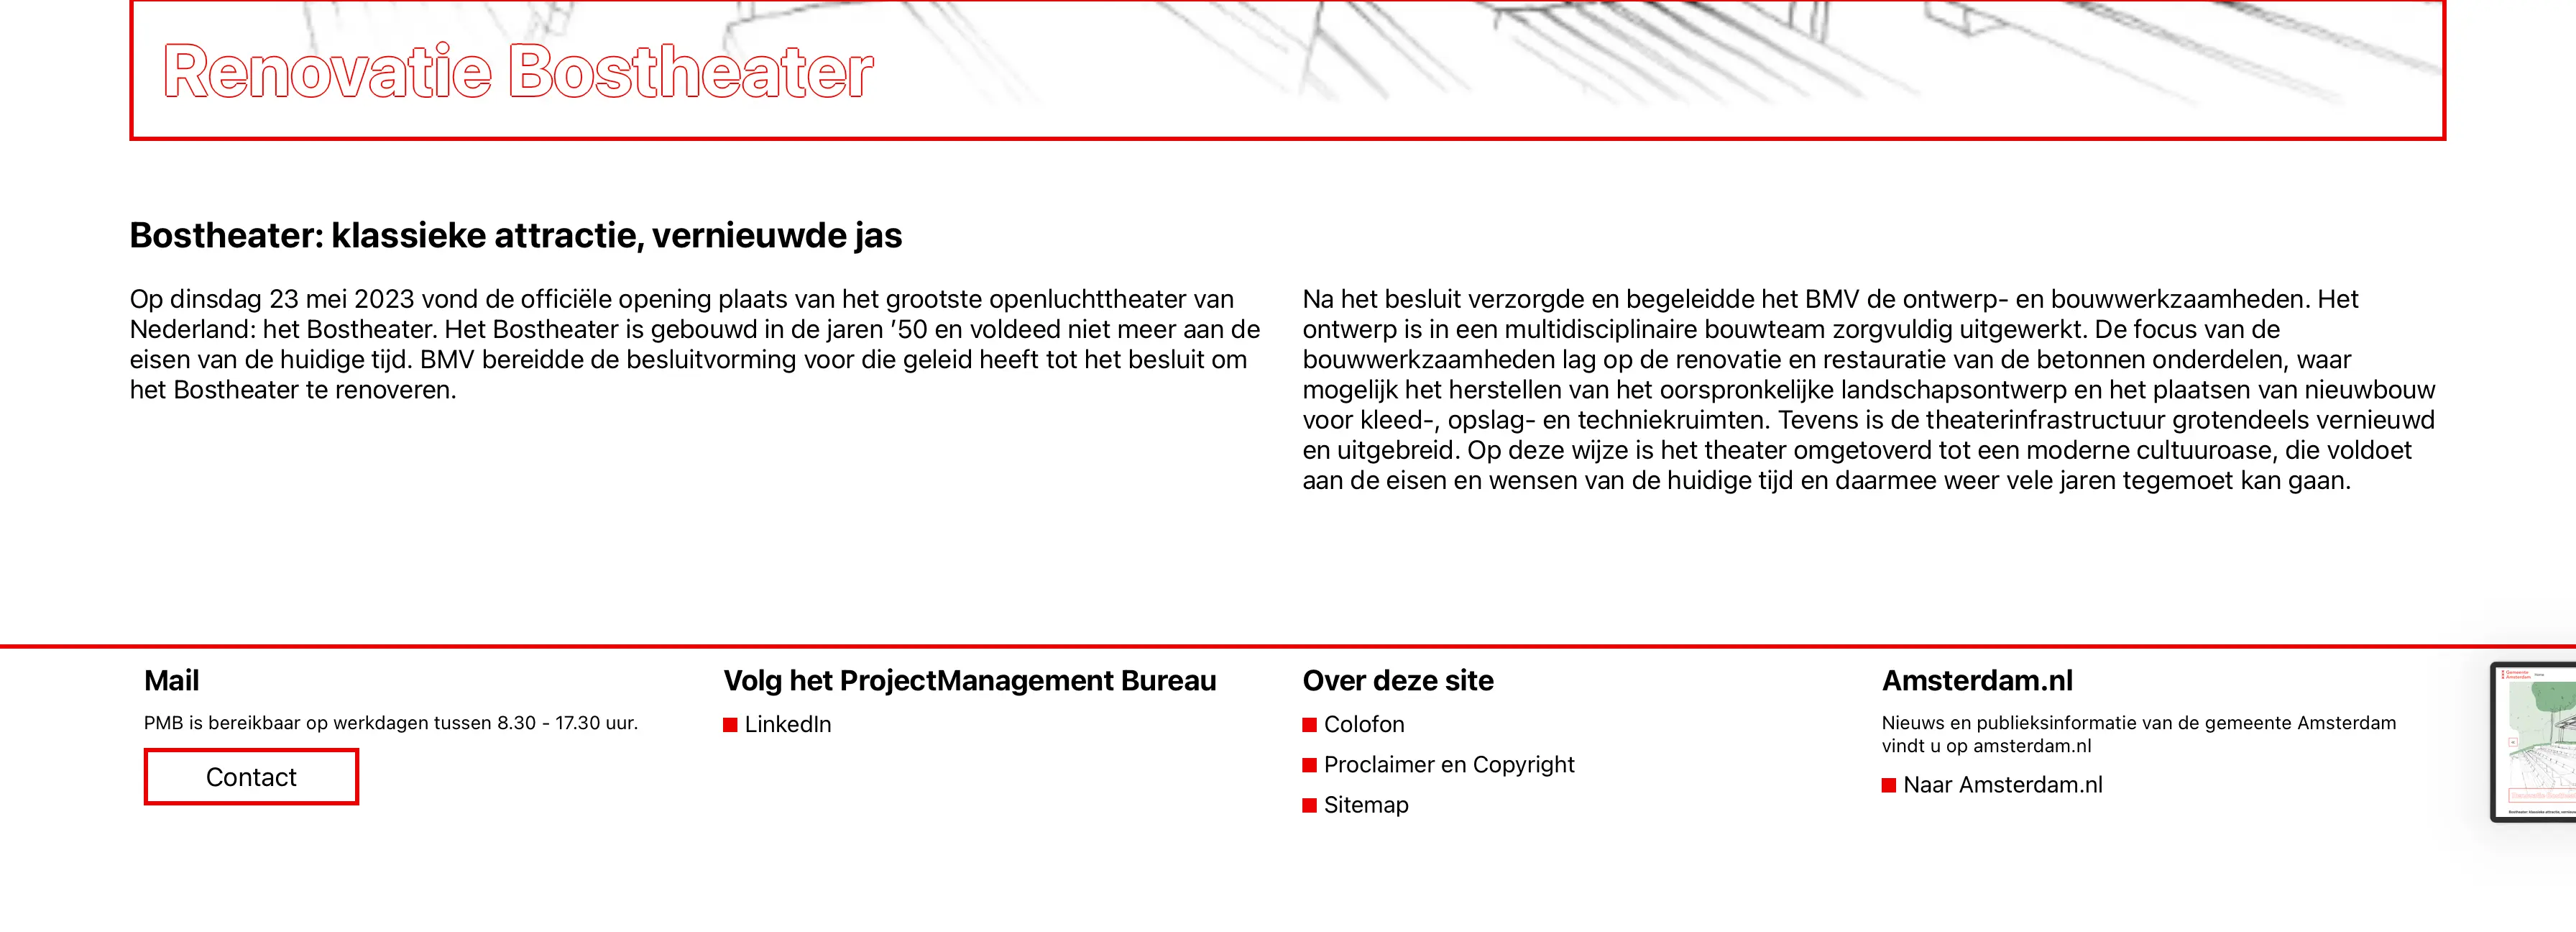 Renovatie Bostheater
Bostheater: klassieke attractie, vernieuwde jas
Op dinsdag 23 mei 2023 vond de officiële opening plaats van het grootste openluchttheater van
Nederland: het Bostheater. Het Bostheater is gebouwd in de jaren ’50 en voldeed niet meer aan de
eisen van de huidige tijd. BMV bereidde de besluitvorming voor die geleid heeft tot het besluit om
het Bostheater te renoveren.
Na het besluit verzorgde en begeleidde het BMV de ontwerp- en bouwwerkzaamheden. Het
ontwerp is in een multidisciplinaire bouwteam zorgvuldig uitgewerkt. De focus van de
bouwwerkzaamheden lag op de renovatie en restauratie van de betonnen onderdelen, waar
mogelijk het herstellen van het oorspronkelijke landschapsontwerp en het plaatsen van nieuwbouw
voor kleed-, opslag- en techniekruimten. Tevens is de theaterinfrastructuur grotendeels vernieuwd
en uitgebreid. Op deze wijze is het theater omgetoverd tot een moderne cultuuroase, die voldoet
aan de eisen en wensen van de huidige tijd en daarmee weer vele jaren tegemoet kan gaan.
Mail
PMB is bereikbaar op werkdagen tussen 8.30 - 17.30 uur.
Contact
Volg het ProjectManagement Bureau
LinkedIn
Over deze site
Colofon
Proclaimer en Copyright
Sitemap
Amsterdam.nl
Nieuws en publieksinformatie van de gemeente Amsterdam
vindt u op amsterdam.nl
Naar Amsterdam.nl
Gemeente
Amsterdam